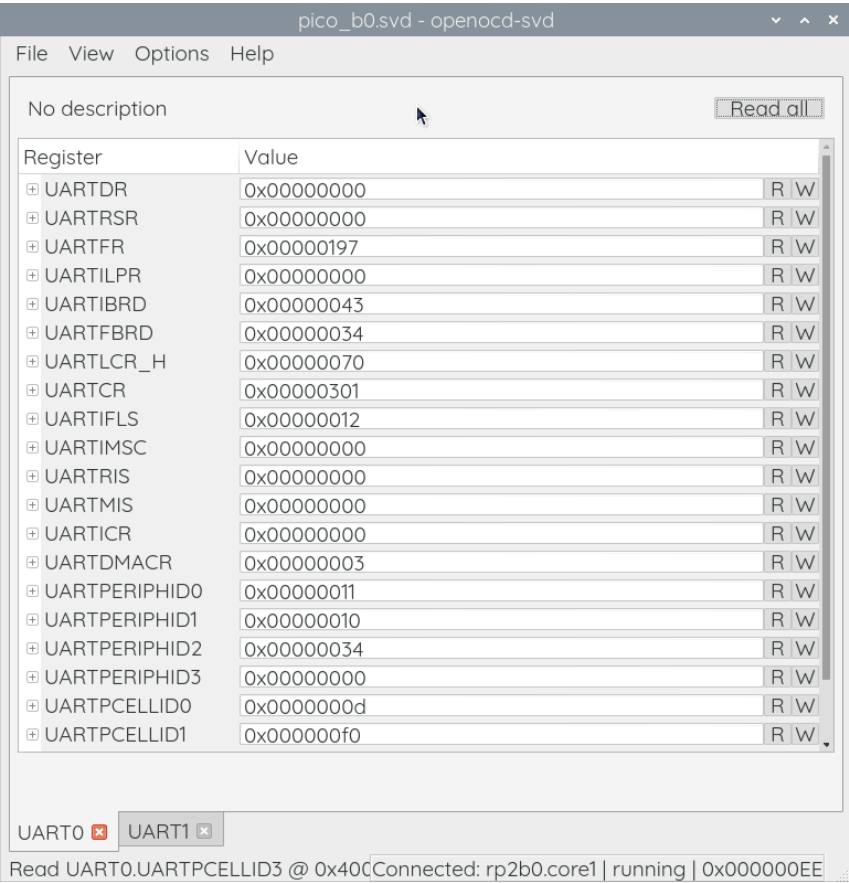 pico_b0.svd - openocd-svd
File View Options Help
No description Read all
Register Value
UARTDR 0x00000000 R W
UARTRSR 0x00000000 R W
UARTFR 0x00000197 R W
UARTILPR 0x00000000 R W
UARTIBRD 0x00000043 R W
UARTFBRD 0x00000034 R W
UARTLCR_H 0x00000070 R W
UARTCR 0x00000301 R W
UARTIFLS 0x00000012 R W
UARTIMSC 0x00000000 R W
UARTRIS 0x00000000 R W
UARTMIS 0x00000000 R W
UARTICR 0x00000000 R W
UARTDMACR 0x00000003 R W
UARTPERIPHID0 0x00000011 R W
UARTPERIPHID1 0x00000010 R W
UARTPERIPHID2 0x00000034 R W
UARTPERIPHID3 0x00000000 R W
UARTPCELLID0 0x0000000d R W
UARTPCELLID1 0x000000f0 R W
UART0 UART1
Read UART0.UARTPCELLID3 @ 0x400 Connected: rp2b0.core1 | running | 0x000000EE